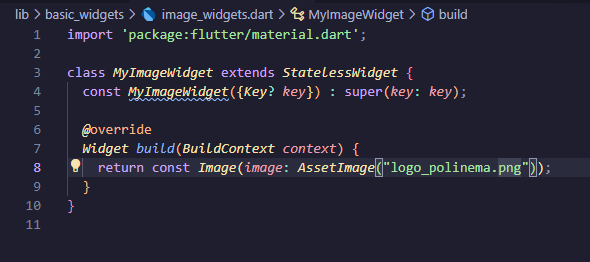 lib > basic_widgets > image_widgets.dart > MyImageWidget > build
1 import 'package:flutter/material.dart';
2
3 class MyImageWidget extends StatelessWidget {
4 const MyImageWidget({Key? key}) : super(key: key);
5
6 @override
7 Widget build(BuildContext context) {
8 return const Image(image: AssetImage("logo_polinema.png"));
9 }
10 }
11